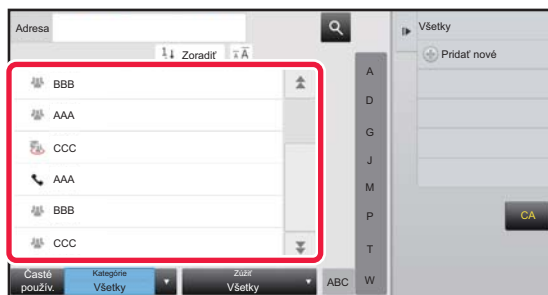 Adresa
Zoradiť
BBB
AAA
CCC
AAA
BBB
CCC
A
D
G
J
M
P
T
W
ABC
Časté
použív.
Kategórie
Všetky
Zúžiť
Všetky
Všetky
Pridať nové
CA